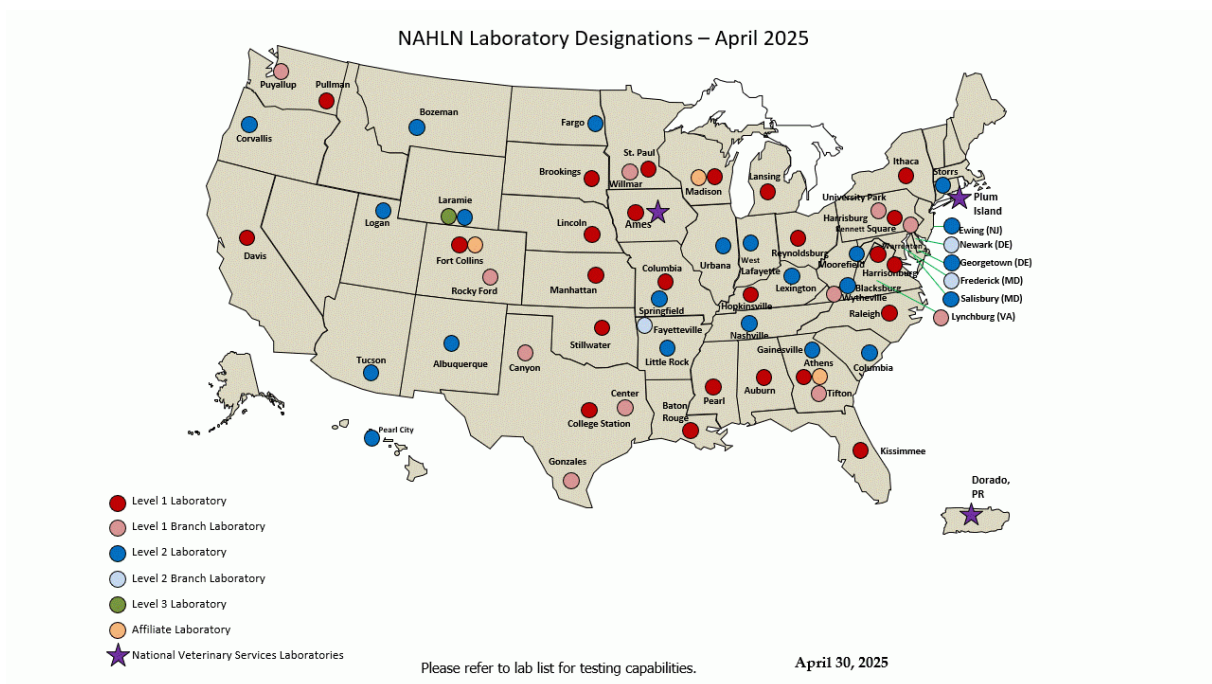 NAHLN Laboratory Designations – April 2025
Puyallup
Pullman
Corvallis
Bozeman
Fargo
St. Paul
Willmar
Brookings
Madison
Lansing
Ithaca
Storrs
Plum
Island
University Park
Harrisburg
Kennett Square
Ewing (NJ)
Newark (DE)
Georgetown (DE)
Frederick (MD)
Salisbury (MD)
Lynchburg (VA)
Laramie
Logan
Ames
Lincoln
Davis
Fort Collins
Rocky Ford
Manhattan
Columbia
Springfield
Urbana
West
Lafayette
Reynoldsburg
Moorefield
Warrenton
Harrisonburg
Lexington
Blacksburg
Wytheville
Hopkinsville
Raleigh
Fayetteville
Nashville
Stillwater
Little Rock
Gainesville
Athens
Columbia
Tucson
Albuquerque
Canyon
Tifton
Center
College Station
Baton
Rouge
Pearl
Auburn
Pearl City
Kissimmee
Gonzales
Dorado,
PR
Level 1 Laboratory
Level 1 Branch Laboratory
Level 2 Laboratory
Level 2 Branch Laboratory
Level 3 Laboratory
Affiliate Laboratory
National Veterinary Services Laboratories
Please refer to lab list for testing capabilities.
April 30, 2025